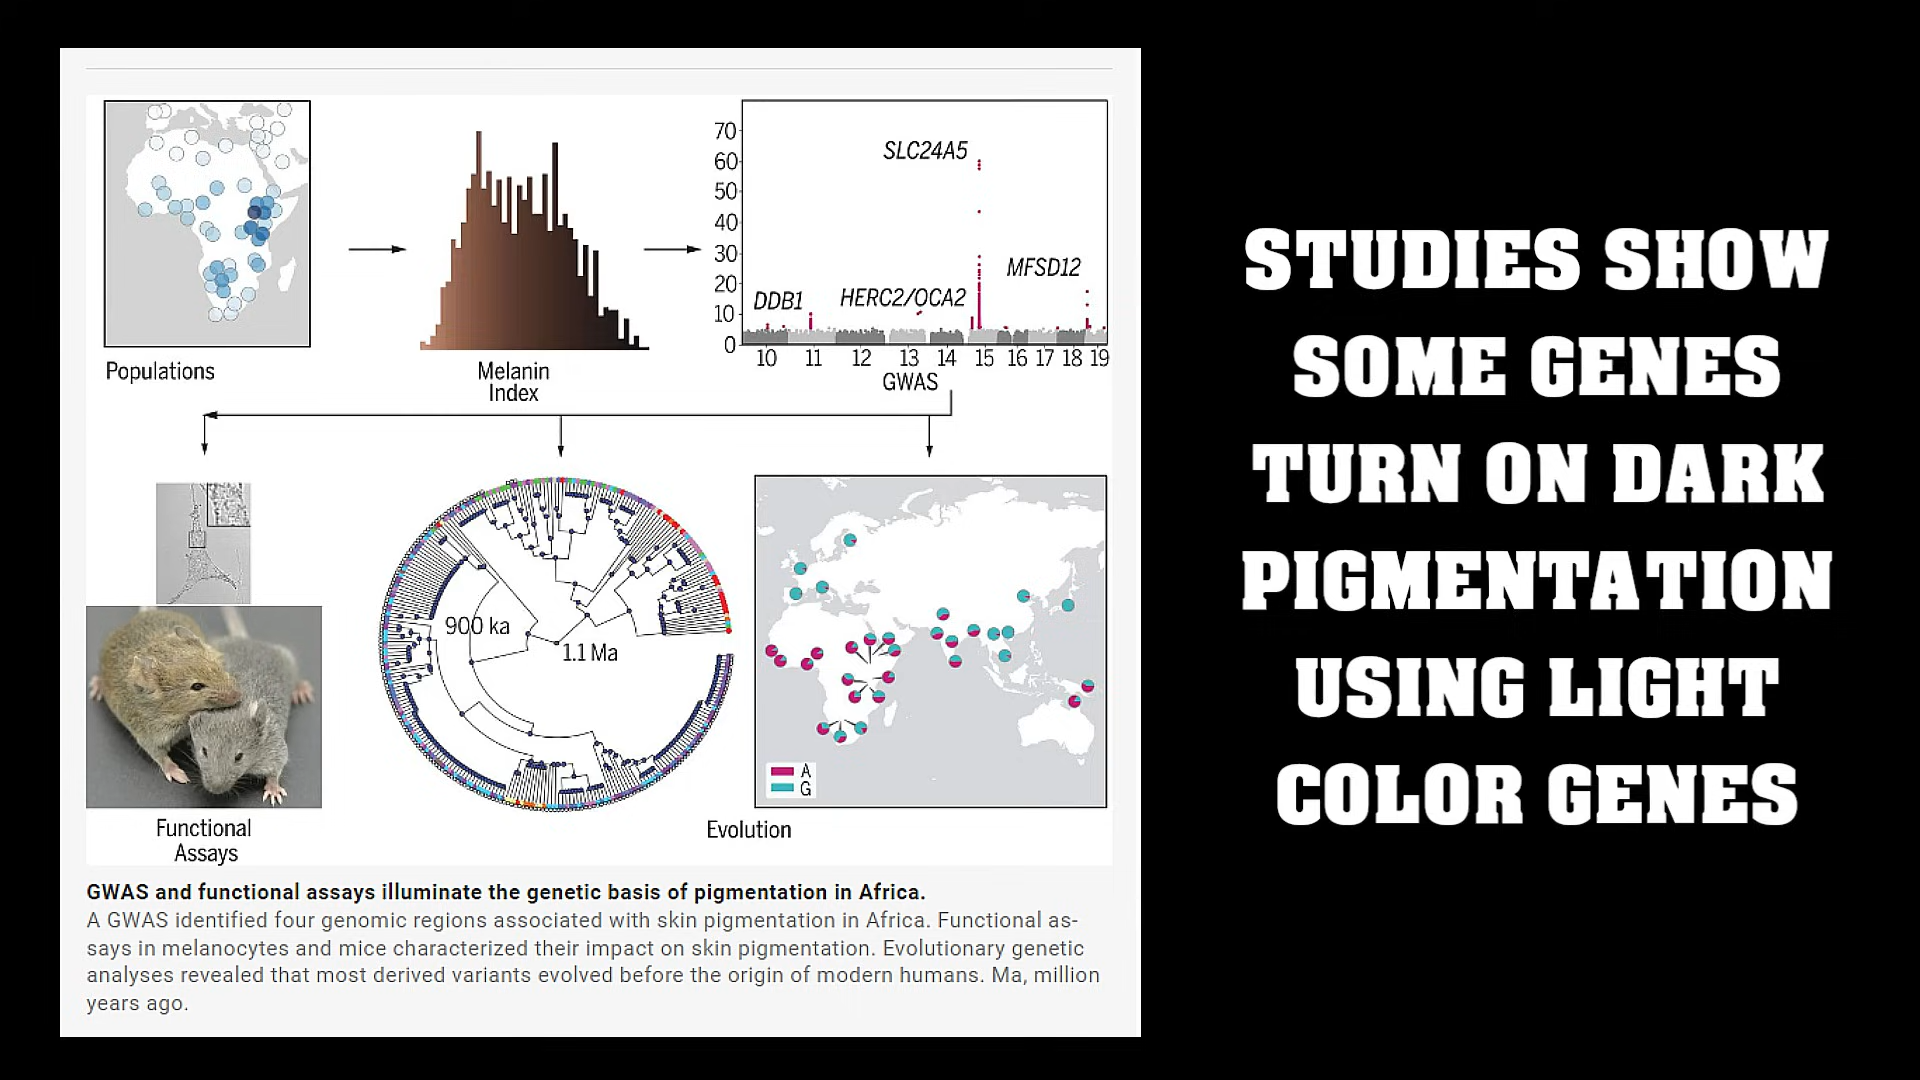 70
60
50
40
30
20
10
0
SLC24A5
MFSD12
DDB1
HERC2/OCA2
10 11 12 13 14 15 16 17 18 19
GWAS
Populations
Melanin
Index
900 ka
1.1 Ma
A
G
Functional
Assays
Evolution
GWAS and functional assays illuminate the genetic basis of pigmentation in Africa.
A GWAS identified four genomic regions associated with skin pigmentation in Africa. Functional as-
says in melanocytes and mice characterized their impact on skin pigmentation. Evolutionary genetic
analyses revealed that most derived variants evolved before the origin of modern humans. Ma, million
years ago.
STUDIES SHOW
SOME GENES
TURN ON DARK
PIGMENTATION
USING LIGHT
COLOR GENES